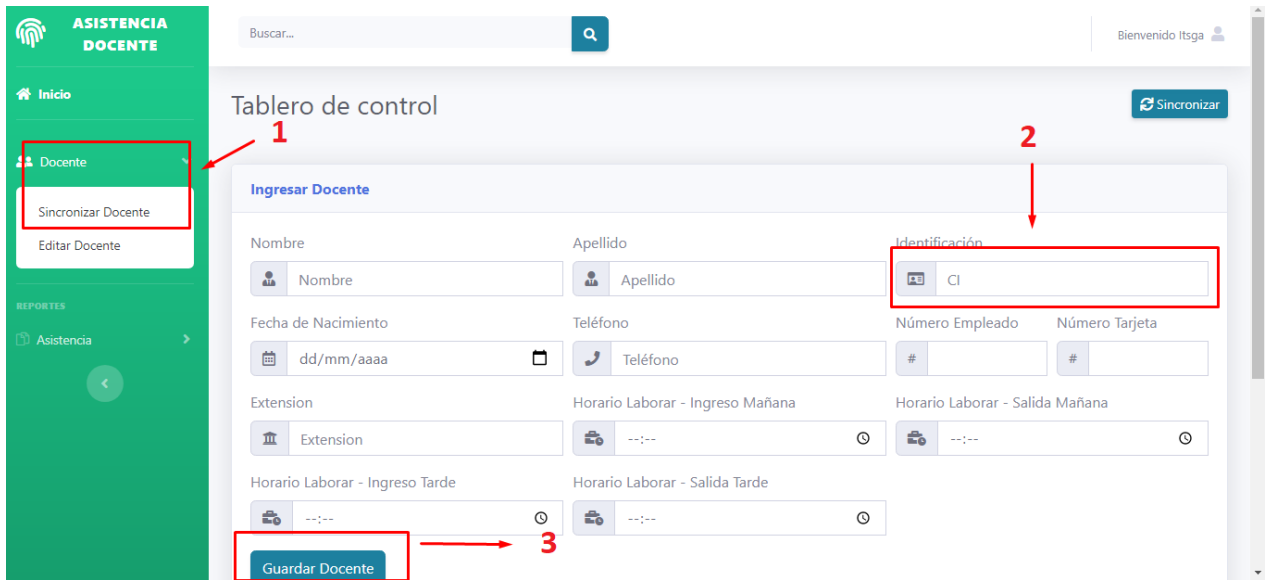 ASISTENCIA
DOCENTE
Buscar...
Bienvenido Itsga
Inicio
Tablero de control
Sincronizar
1
2
Docente
Sincronizar Docente
Editar Docente
REPORTES
Asistencia
Ingresar Docente
Nombre
Apellido
Identificación
Nombre
Apellido
CI
Fecha de Nacimiento
Teléfono
Número Empleado
Número Tarjeta
dd/mm/aaaa
Teléfono
#
#
Extension
Horario Laborar - Ingreso Mañana
Horario Laborar - Salida Mañana
Extension
--:--
--:--
Horario Laborar - Ingreso Tarde
Horario Laborar - Salida Tarde
--:--
--:--
3
Guardar Docente